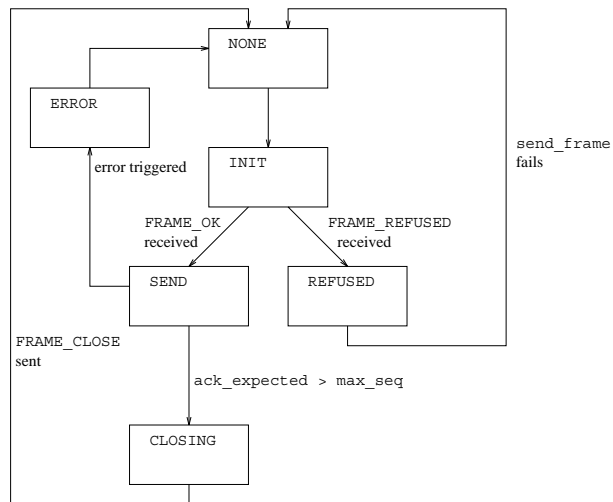 NONE
ERROR
send_frame
fails
error triggered
INIT
FRAME_OK
received
FRAME_REFUSED
received
SEND
REFUSED
FRAME_CLOSE
sent
ack_expected > max_seq
CLOSING